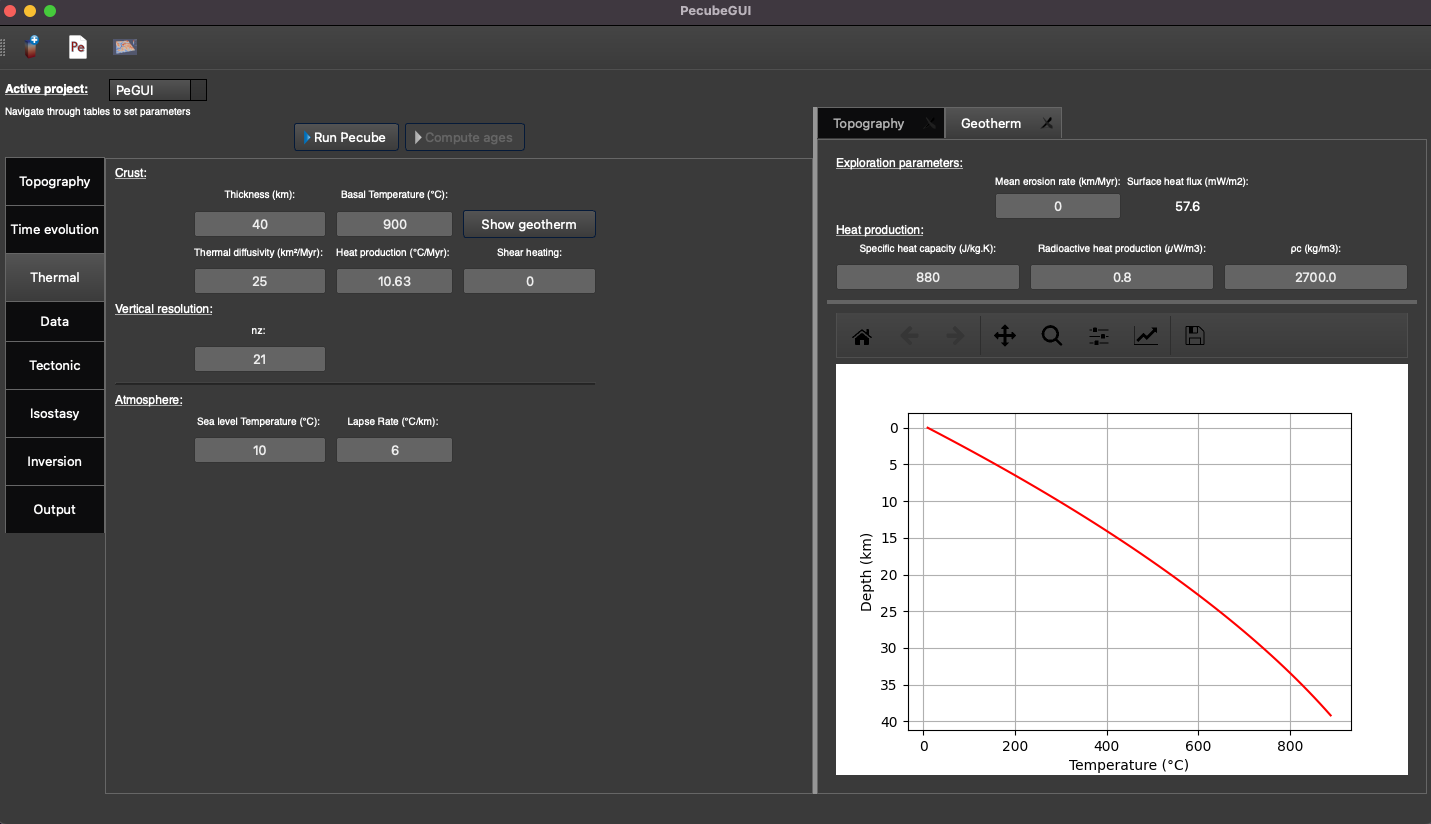 PecubeGUI
Pe
Active project: PeGUI
Navigate through tables to set parameters
Run Pecube Compute ages
Topography
Time evolution
Thermal
Data
Tectonic
Isostasy
Inversion
Output
Crust:
Thickness (km): Basal Temperature (°C):
40 900 Show geotherm
Thermal diffusivity (km²/Myr): Heat production (°C/Myr): Shear heating:
25 10.63 0
Vertical resolution:
nz:
21
Atmosphere:
Sea level Temperature (°C): Lapse Rate (°C/km):
10 6
Topography Geotherm
Exploration parameters:
Mean erosion rate (km/Myr): Surface heat flux (mW/m2):
0 57.6
Heat production:
Specific heat capacity (J/kg.K): Radioactive heat production (µW/m3): ρc (kg/m3):
880 0.8 2700.0
0
5
10
15
20
25
30
35
40
Depth (km)
0 200 400 600 800
Temperature (°C)